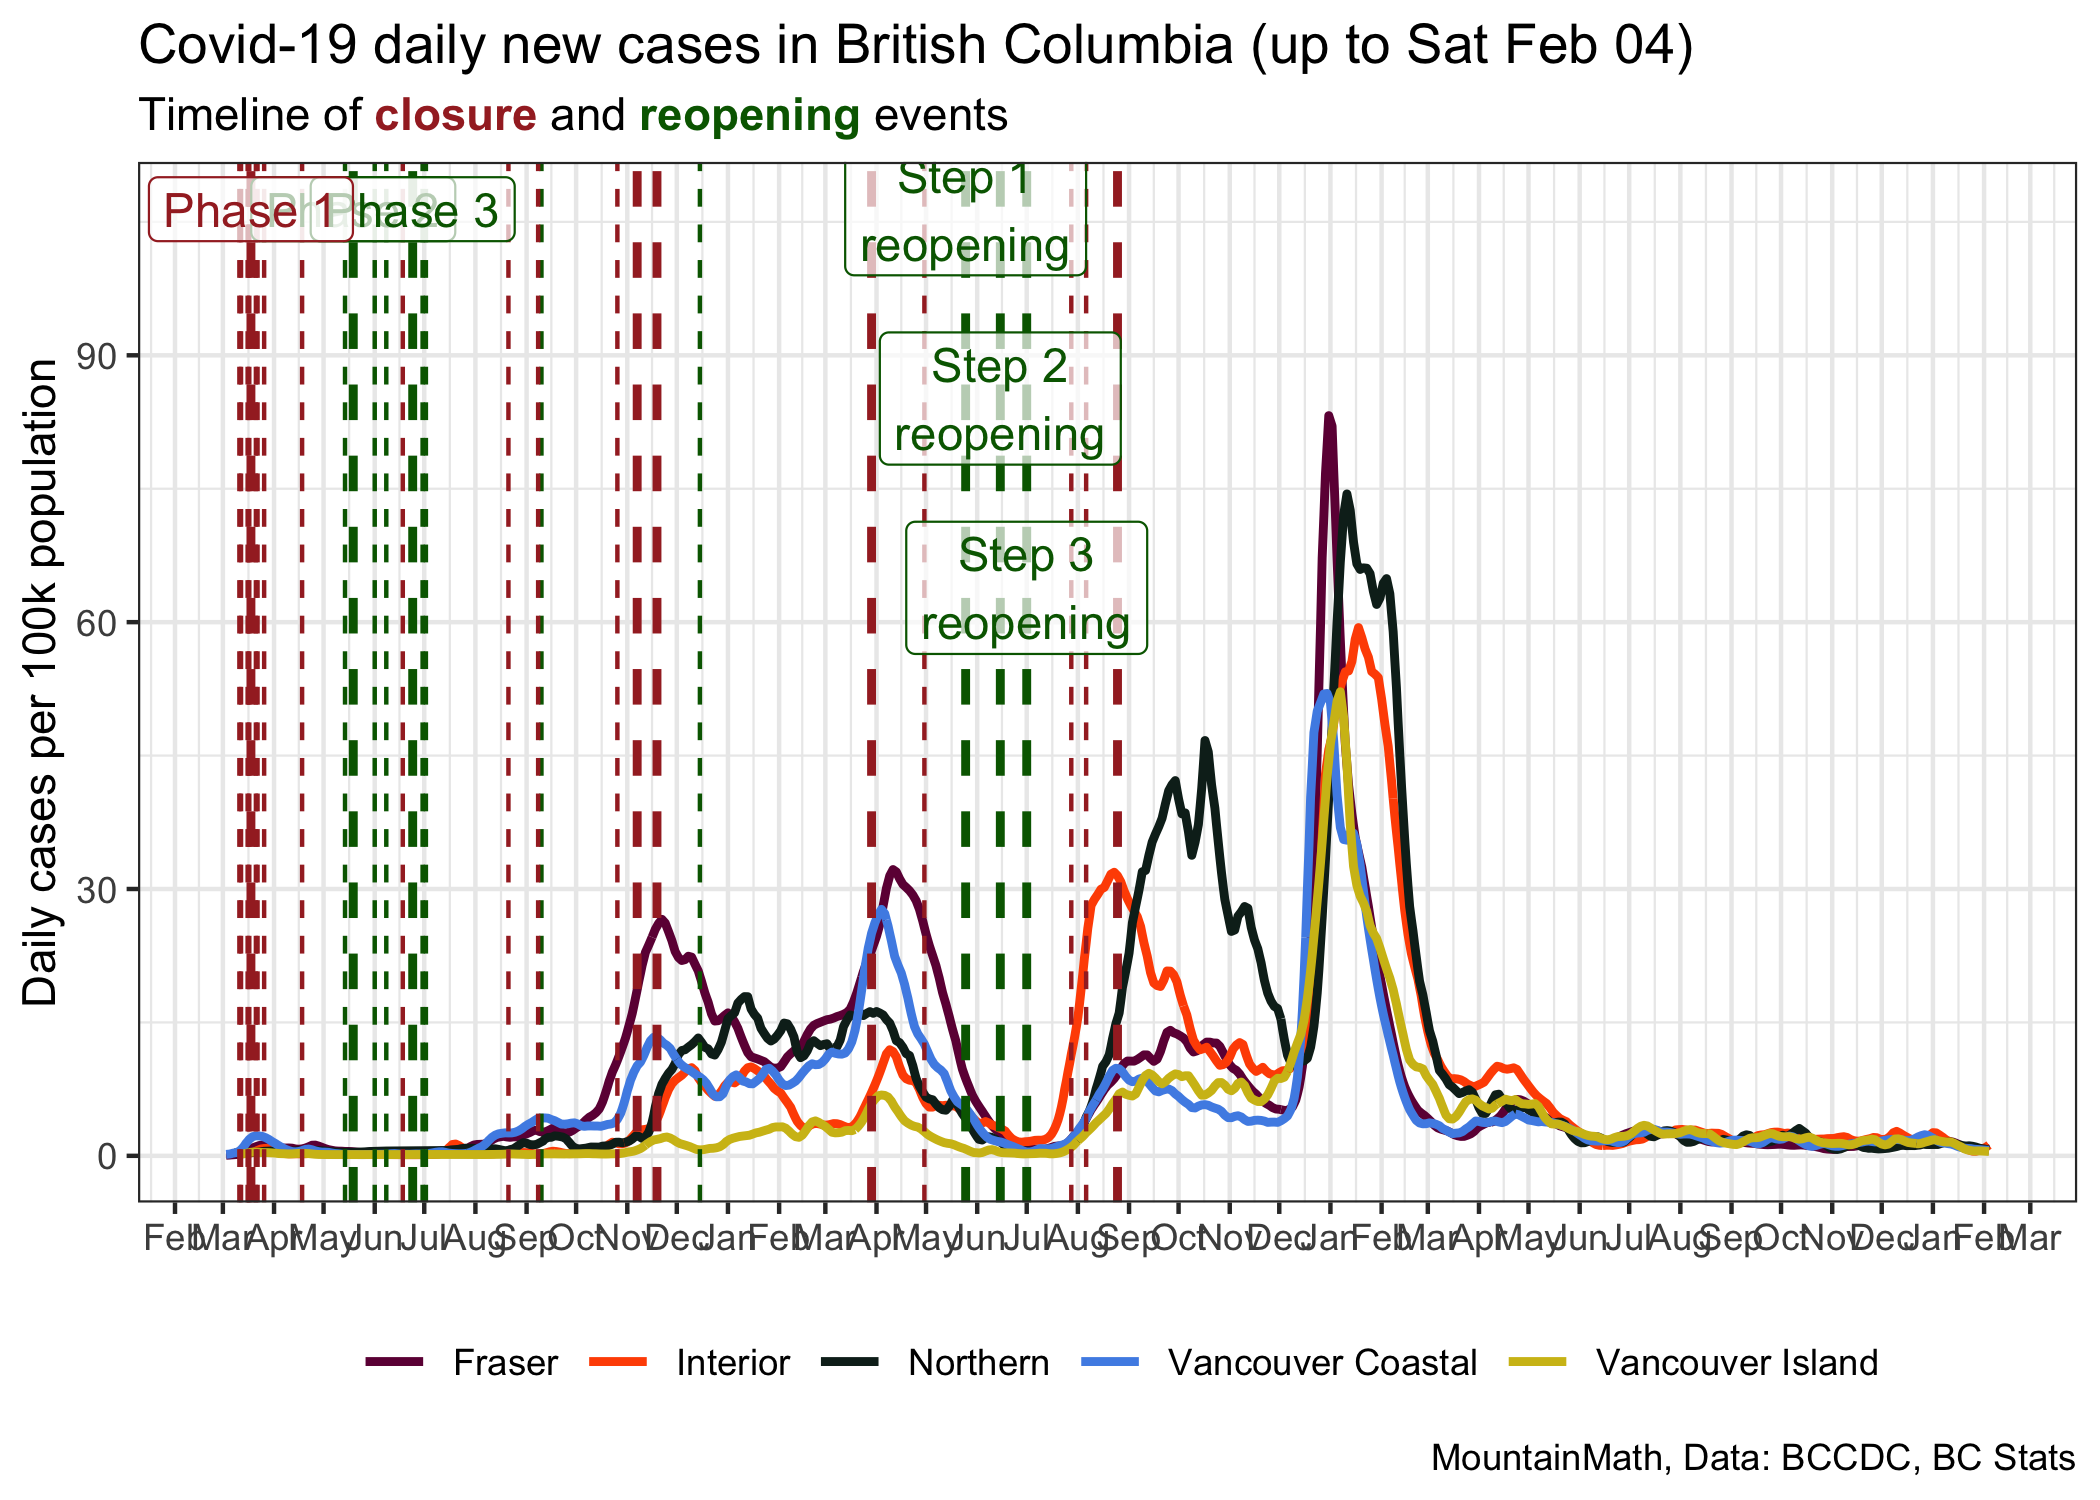 Covid-19 daily new cases in British Columbia (up to Sat Feb 04)
Timeline of closure and reopening events
Phase 1
Phase 2
Phase 3
Step 1
reopening
Step 2
reopening
Step 3
reopening
Daily cases per 100k population
90
60
30
0
Feb Mar Apr May Jun Jul Aug Sep Oct Nov Dec Jan Feb Mar Apr May Jun Jul Aug Sep Oct Nov Dec Jan Feb Mar Apr May Jun Jul Aug Sep Oct Nov Dec Jan Feb Mar
Fraser Interior Northern Vancouver Coastal Vancouver Island
MountainMath, Data: BCCDC, BC Stats